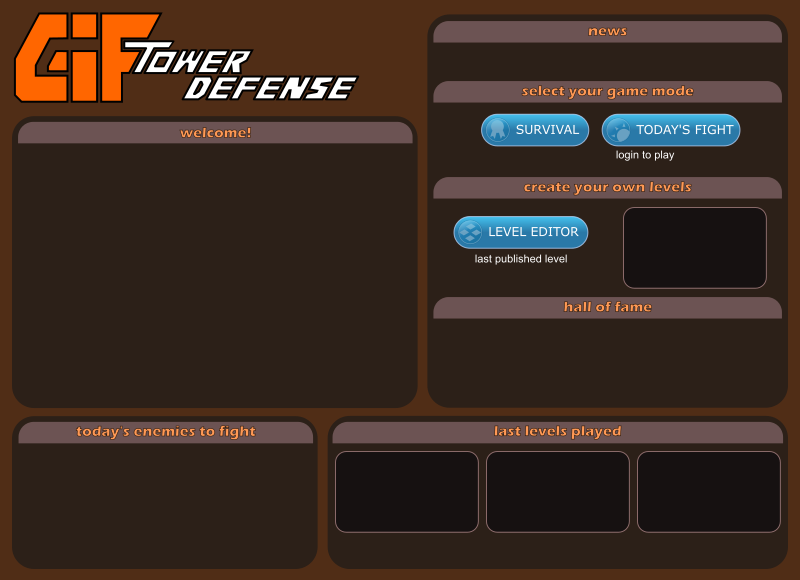 GiF TOWER
DEFENSE
welcome!
news
select your game mode
SURVIVAL
TODAY'S FIGHT
login to play
create your own levels
LEVEL EDITOR
last published level
hall of fame
today's enemies to fight
last levels played